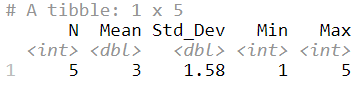 # A tibble: 1 x 5
N Mean Std_Dev Min Max
<int> <dbl> <dbl> <int> <int>
1 5 3 1.58 1 5